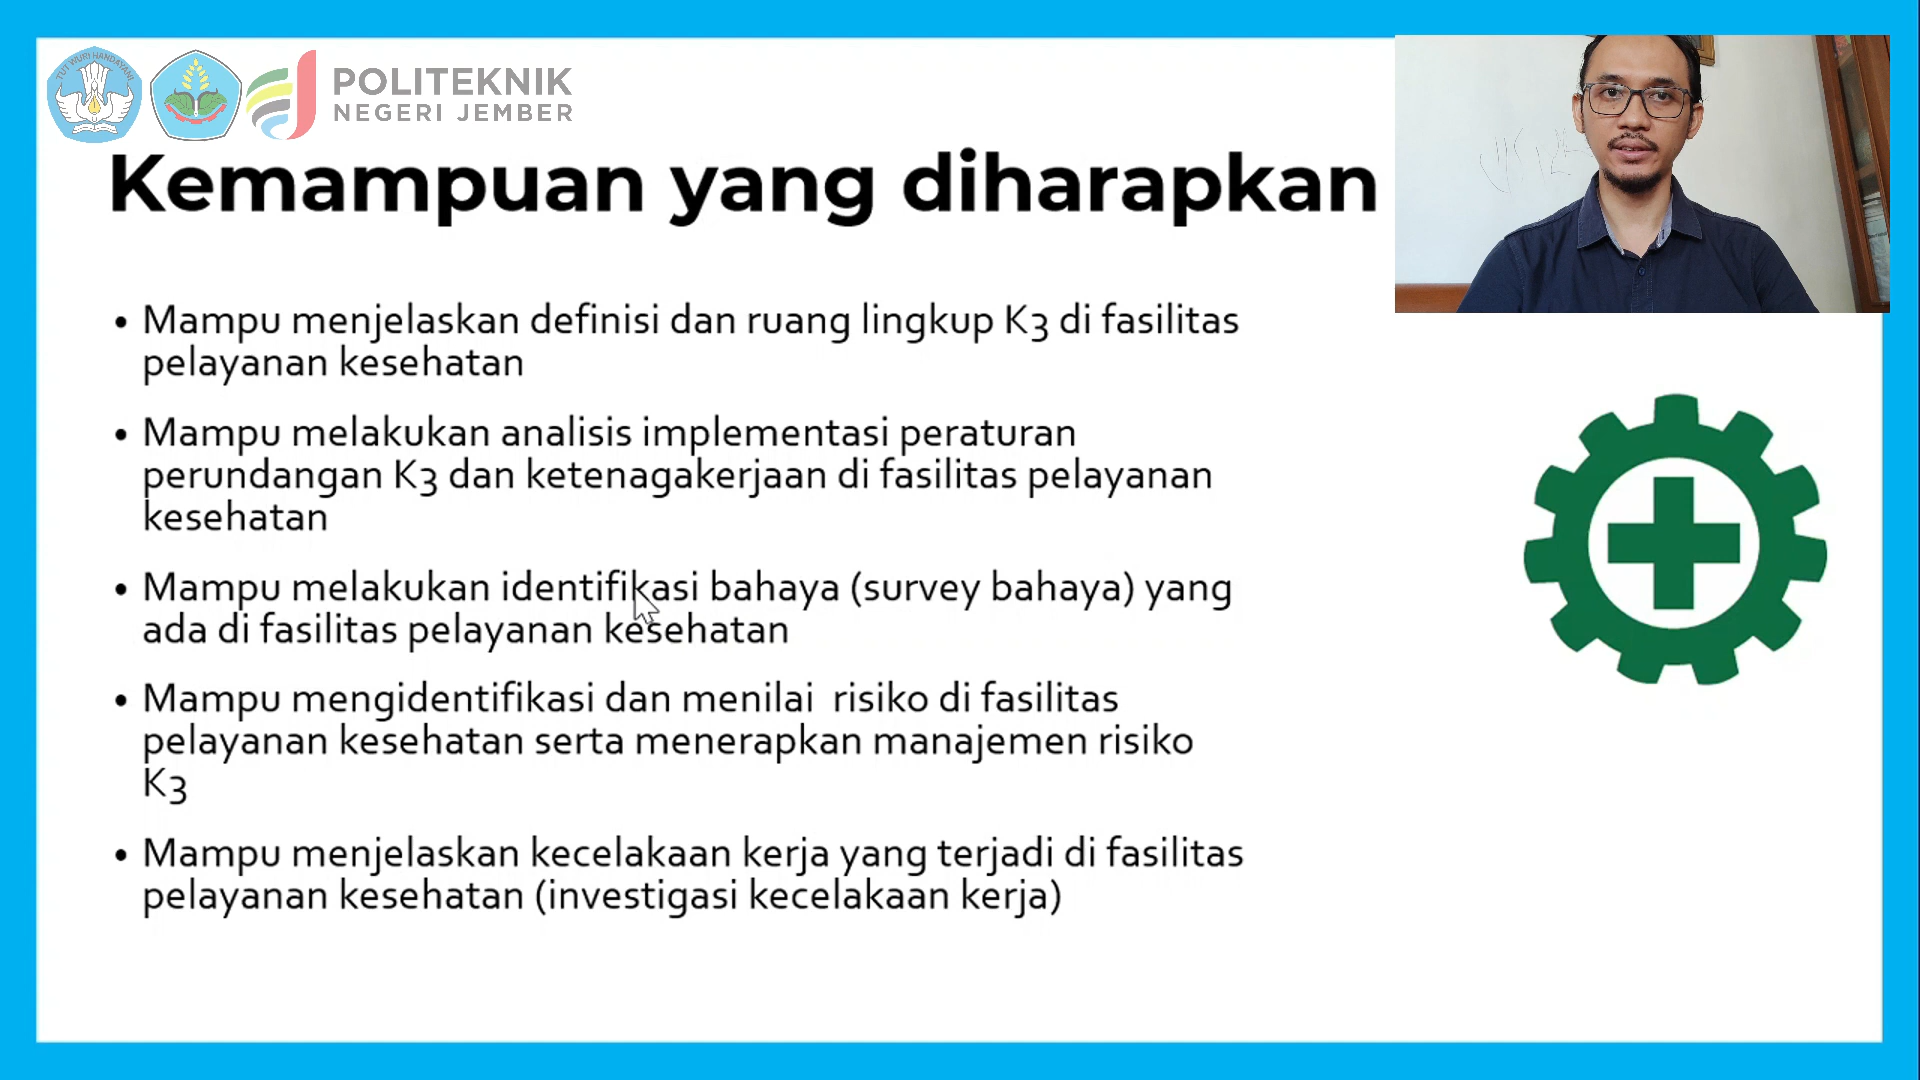 TUT WURI HANDAYANI
POLITEKNIK
NEGERI JEMBER
Kemampuan yang diharapkan
• Mampu menjelaskan definisi dan ruang lingkup K3 di fasilitas
pelayanan kesehatan
• Mampu melakukan analisis implementasi peraturan
perundangan K3 dan ketenagakerjaan di fasilitas pelayanan
kesehatan
• Mampu melakukan identifikasi bahaya (survey bahaya) yang
ada di fasilitas pelayanan kesehatan
• Mampu mengidentifikasi dan menilai  risiko di fasilitas
pelayanan kesehatan serta menerapkan manajemen risiko
K3
• Mampu menjelaskan kecelakaan kerja yang terjadi di fasilitas
pelayanan kesehatan (investigasi kecelakaan kerja)